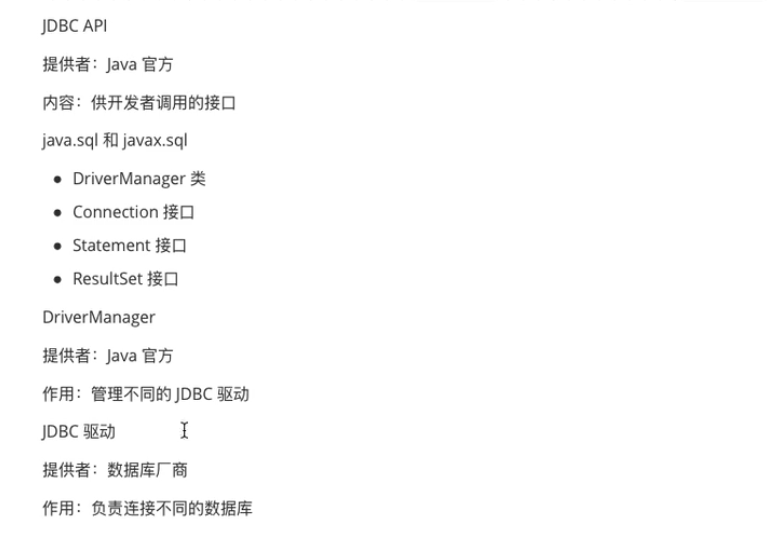 JDBC API
提供者：Java 官方
内容：供开发者调用的接口
java.sql 和 javax.sql
● DriverManager 类
● Connection 接口
● Statement 接口
● ResultSet 接口
DriverManager
提供者：Java 官方
作用：管理不同的 JDBC 驱动
JDBC 驱动
提供者：数据库厂商
作用：负责连接不同的数据库